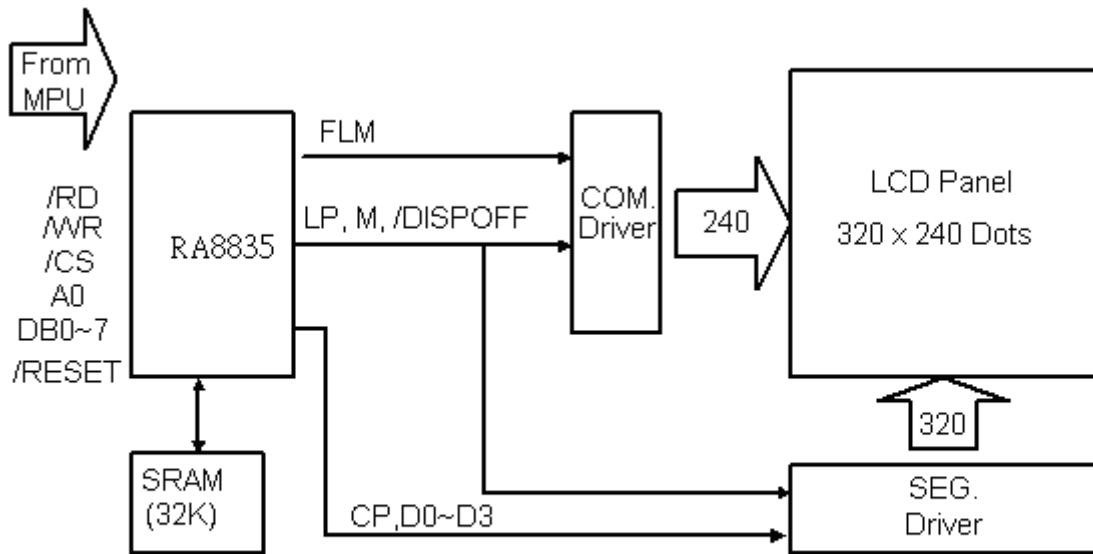 From
MPU
/RD
/WR
/CS
A0
DB0~7
/RESET
RA8835
SRAM
(32K)
FLM
LP, M, /DISPOFF
CP,D0~D3
COM.
Driver
240
LCD Panel
320 x 240 Dots
320
SEG.
Driver